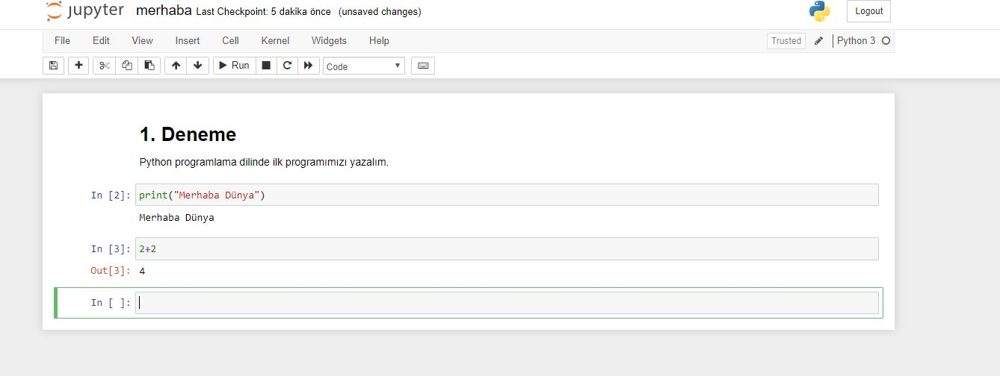 jupyter merhaba Last Checkpoint: 5 dakika önce (unsaved changes) Logout
File Edit View Insert Cell Kernel Widgets Help Trusted Python 3
Run Code
1. Deneme
Python programlama dilinde ilk programımızı yazalım.
In [2]: print("Merhaba Dünya")
Merhaba Dünya
In [3]: 2+2
Out[3]: 4
In [ ]: